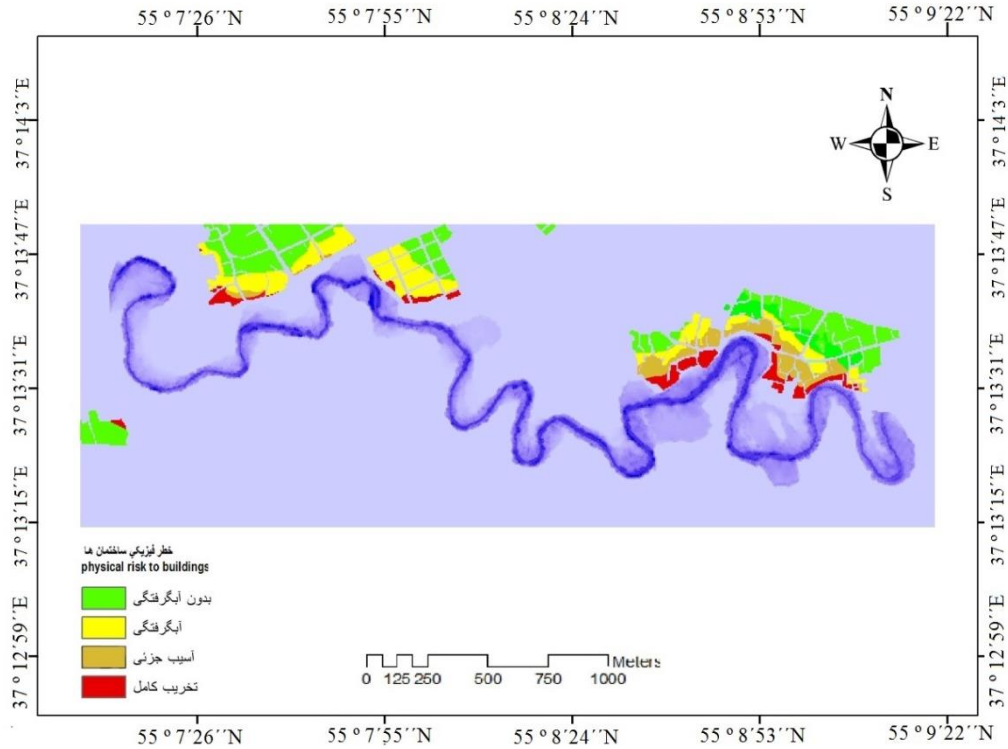 55 º 7´26´´N 55 º 7´55´´N 55 º 8´24´´N 55 º 8´53´´N 55 º 9´22´´N
N
W E
S
37 º 14´3´´E 37 º 14´3´´E
37 º 13´47´´E 37 º 13´47´´E
37 º 13´31´´E 37 º 13´31´´E
37 º 13´15´´E 37 º 13´15´´E
37 º 12´59´´E 37 º 12´59´´E
خطر فیزیکی ساختمان ها
physical risk to buildings
بدون آبگرفتگی
آبگرفتگی
آسیب جزئی
تخریب کامل
Meters
0 125 250 500 750 1000
55 º 7´26´´N 55 º 7´55´´N 55 º 8´24´´N 55 º 8´53´´N 55 º 9´22´´N